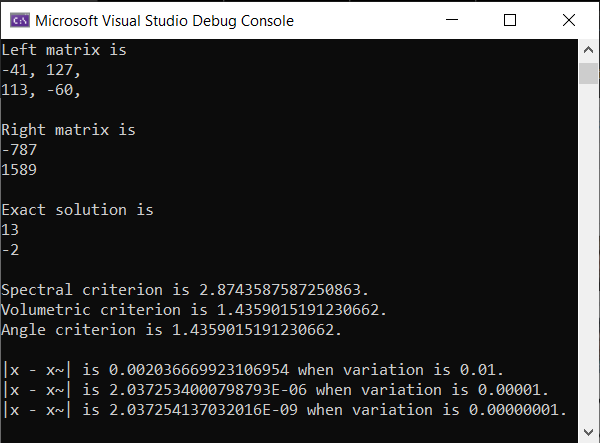 Microsoft Visual Studio Debug Console
Left matrix is
-41, 127,
113, -60,
Right matrix is
-787
1589
Exact solution is
13
-2
Spectral criterion is 2.8743587587250863.
Volumetric criterion is 1.4359015191230662.
Angle criterion is 1.4359015191230662.
|x - x~| is 0.002036669923106954 when variation is 0.01.
|x - x~| is 2.0372534000798793E-06 when variation is 0.00001.
|x - x~| is 2.037254137032016E-09 when variation is 0.00000001.